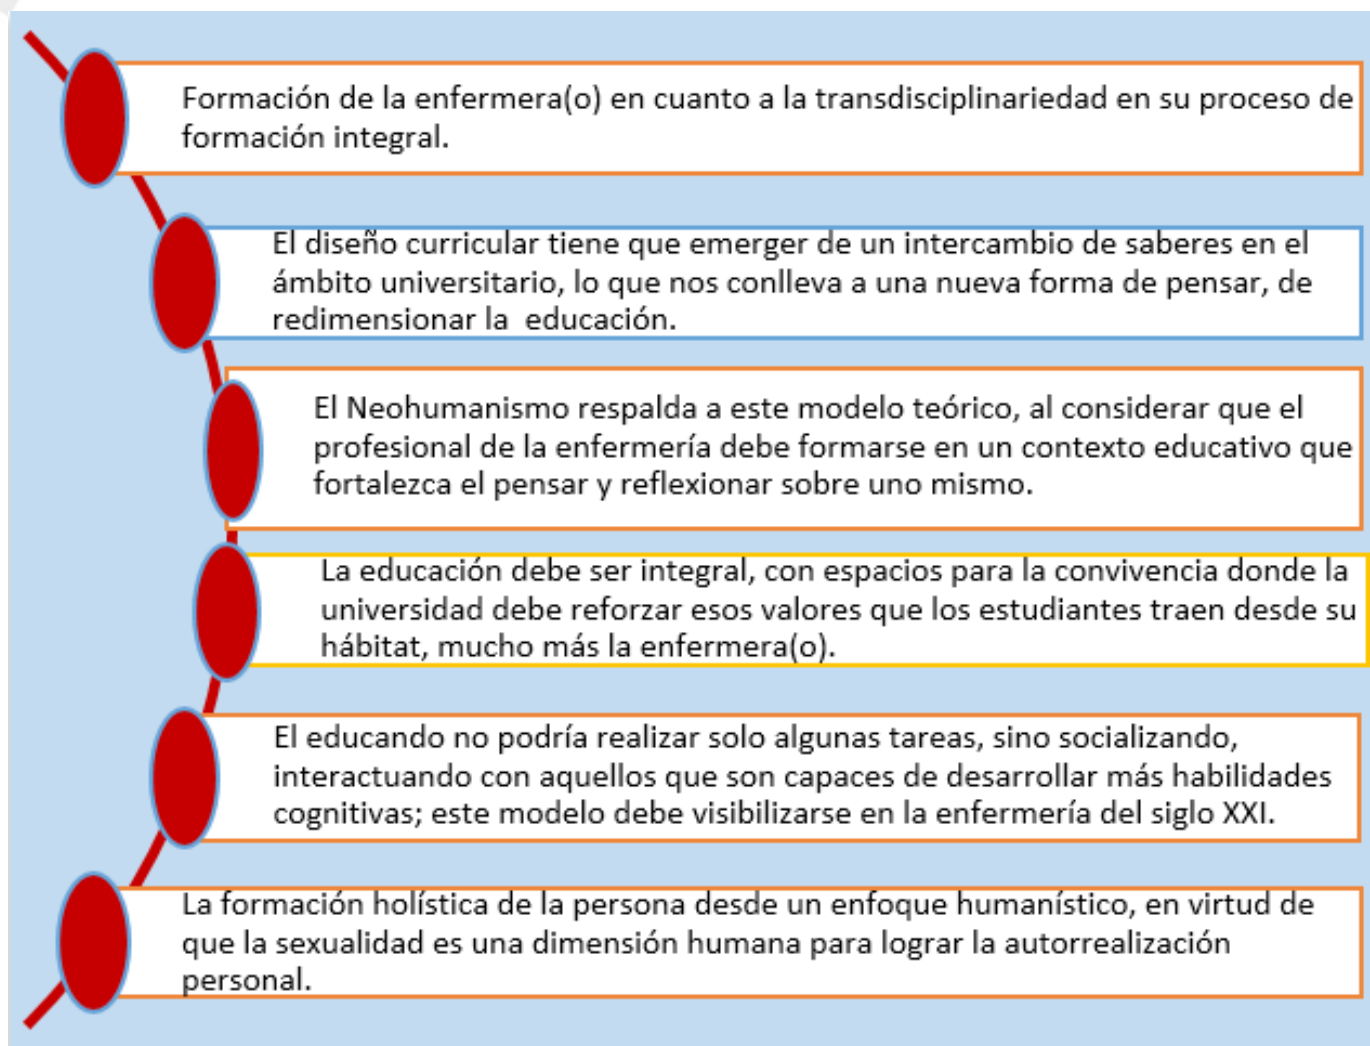 Formación de la enfermera(o) en cuanto a la transdisciplinariedad en su proceso de
formación integral.
El diseño curricular tiene que emerger de un intercambio de saberes en el
ámbito universitario, lo que nos conlleva a una nueva forma de pensar, de
redimensionar la  educación.
El Neohumanismo respalda a este modelo teórico, al considerar que el
profesional de la enfermería debe formarse en un contexto educativo que
fortalezca el pensar y reflexionar sobre uno mismo.
La educación debe ser integral, con espacios para la convivencia donde la
universidad debe reforzar esos valores que los estudiantes traen desde su
hábitat, mucho más la enfermera(o).
El educando no podría realizar solo algunas tareas, sino socializando,
interactuando con aquellos que son capaces de desarrollar más habilidades
cognitivas; este modelo debe visibilizarse en la enfermería del siglo XXI.
La formación holística de la persona desde un enfoque humanístico, en virtud de
que la sexualidad es una dimensión humana para lograr la autorrealización
personal.